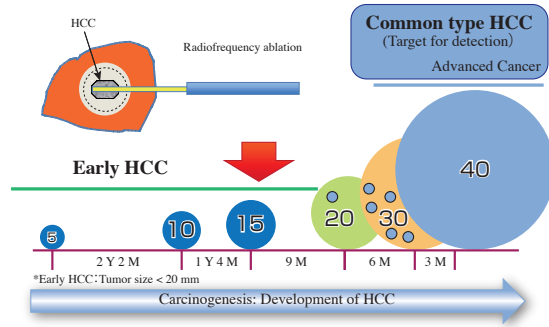 HCC
Radiofrequency ablation
Common type HCC
(Target for detection)
Advanced Cancer
Early HCC
5
10
15
20
30
40
2 Y 2 M
1 Y 4 M
9 M
6 M
3 M
*Early HCC:Tumor size < 20 mm
Carcinogenesis: Development of HCC